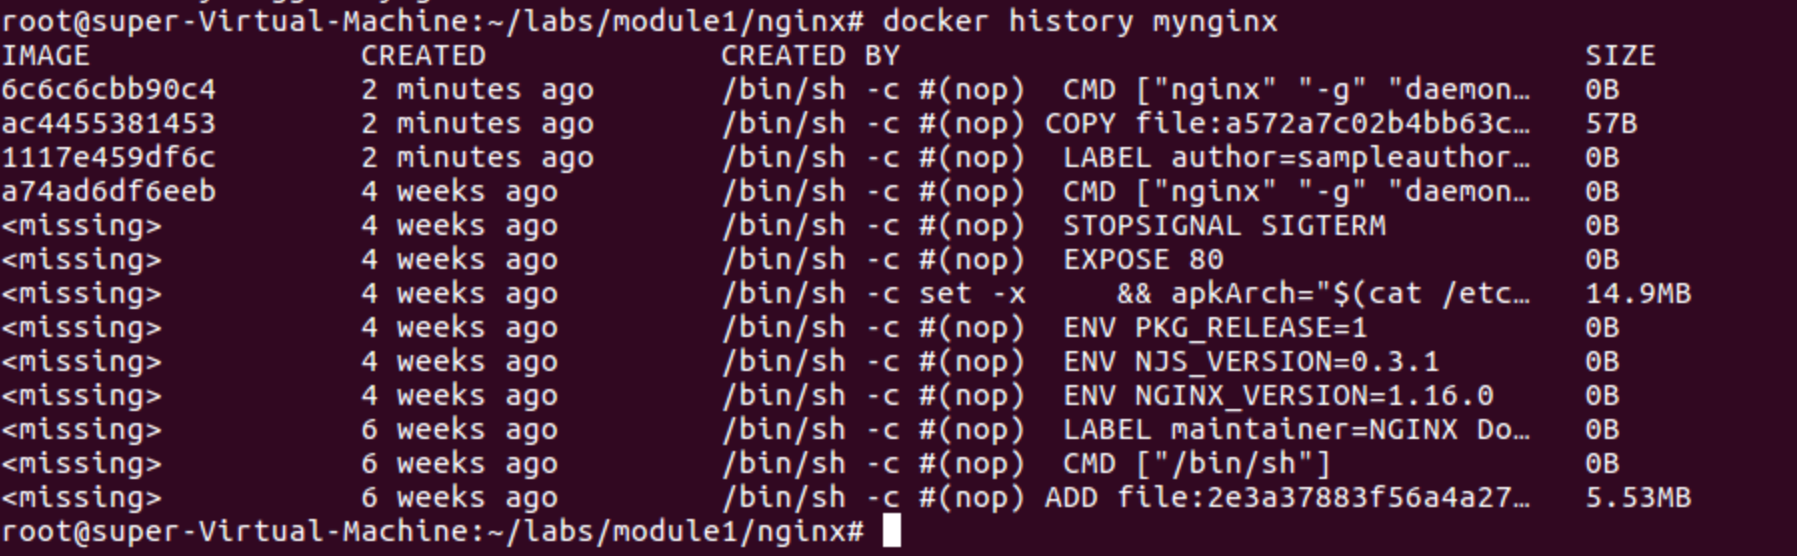 root@super-Virtual-Machine:~/labs/module1/nginx# docker history mynginx
IMAGE CREATED CREATED BY SIZE
6c6c6cbb90c4 2 minutes ago /bin/sh -c #(nop) CMD ["nginx" "-g" "daemon… 0B
ac4455381453 2 minutes ago /bin/sh -c #(nop) COPY file:a572a7c02b4bb63c… 57B
1117e459df6c 2 minutes ago /bin/sh -c #(nop) LABEL author=sampleauthor… 0B
a74ad6df6eeb 4 weeks ago /bin/sh -c #(nop) CMD ["nginx" "-g" "daemon… 0B
<missing> 4 weeks ago /bin/sh -c #(nop) STOPSIGNAL SIGTERM 0B
<missing> 4 weeks ago /bin/sh -c #(nop) EXPOSE 80 0B
<missing> 4 weeks ago /bin/sh -c set -x && apkArch="$(cat /etc… 14.9MB
<missing> 4 weeks ago /bin/sh -c #(nop) ENV PKG_RELEASE=1 0B
<missing> 4 weeks ago /bin/sh -c #(nop) ENV NJS_VERSION=0.3.1 0B
<missing> 4 weeks ago /bin/sh -c #(nop) ENV NGINX_VERSION=1.16.0 0B
<missing> 6 weeks ago /bin/sh -c #(nop) LABEL maintainer=NGINX Do… 0B
<missing> 6 weeks ago /bin/sh -c #(nop) CMD ["/bin/sh"] 0B
<missing> 6 weeks ago /bin/sh -c #(nop) ADD file:2e3a37883f56a4a27… 5.53MB
root@super-Virtual-Machine:~/labs/module1/nginx#